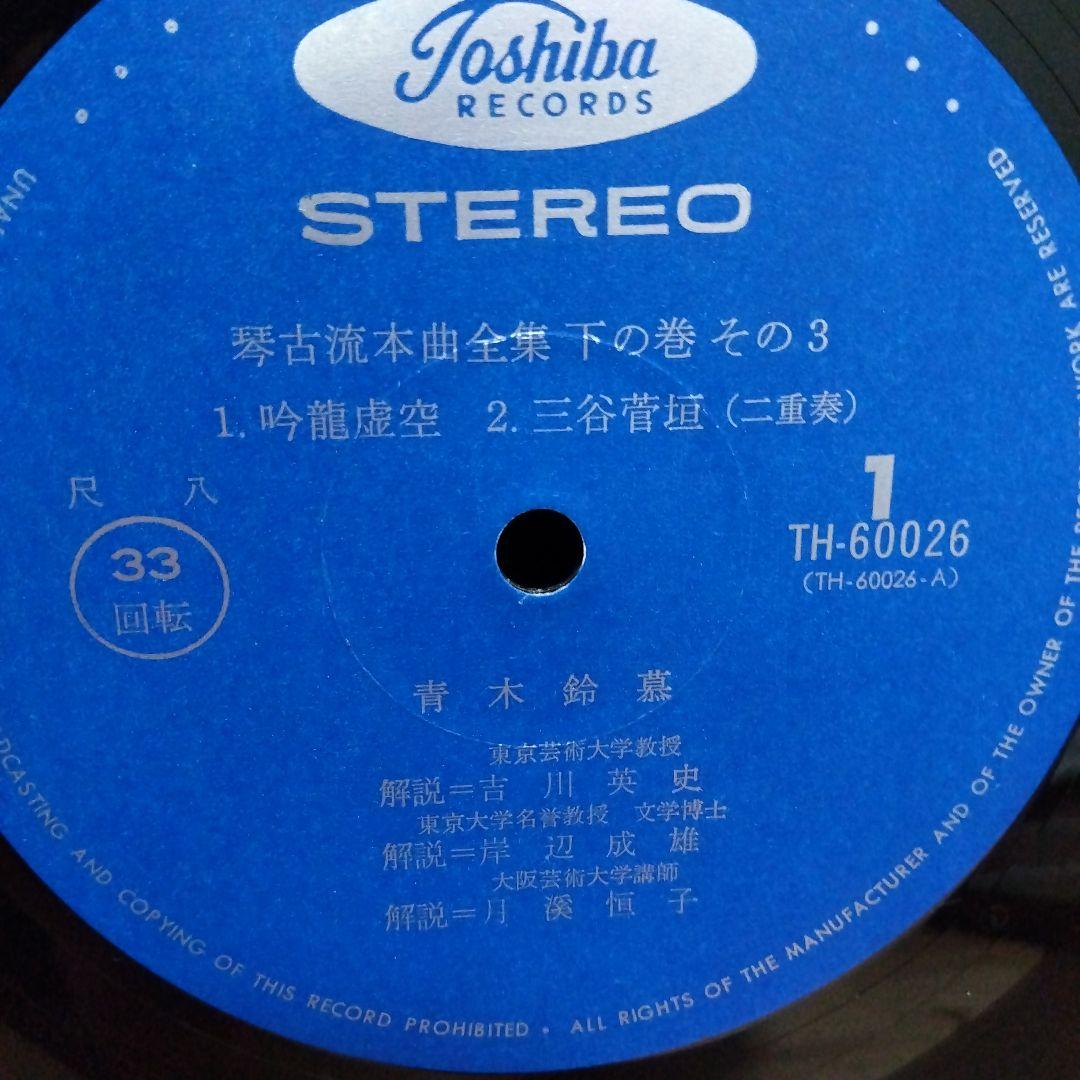 Toshiba
RECORDS
STEREO
琴古流本曲全集 下の巻 その3
1. 吟龍虚空 2. 三谷菅垣 (二重奏)
尺 八
33
回転
1
TH-60026
(TH-60026-A)
青木鈴慕
東京芸術大学教授
解説=吉川英史
東京大学名誉教授 文学博士
解説=岸辺成雄
大阪芸術大学講師
解説=月溪恒子
AND COPYING OF THIS RECORD PROHIBITED • ALL RIGHTS OF THE MANUFACTURER AND OF THE OWNER OF THE
ARE RESERVED